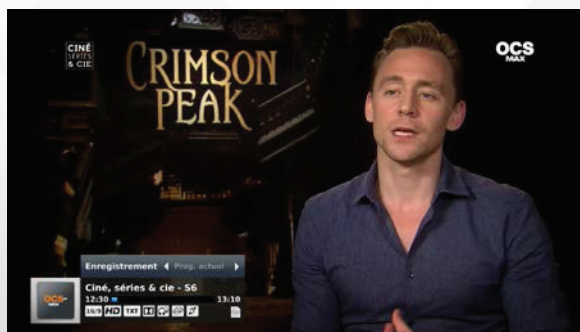 CINÉ
SÉRIES
& CIE
CRIMSON
PEAK
OCS
MAX
Enregistrement Prog. actuel
Ciné, séries & cie - S6
12:30 13:10
16/9 HD TXT
OCS
MAX